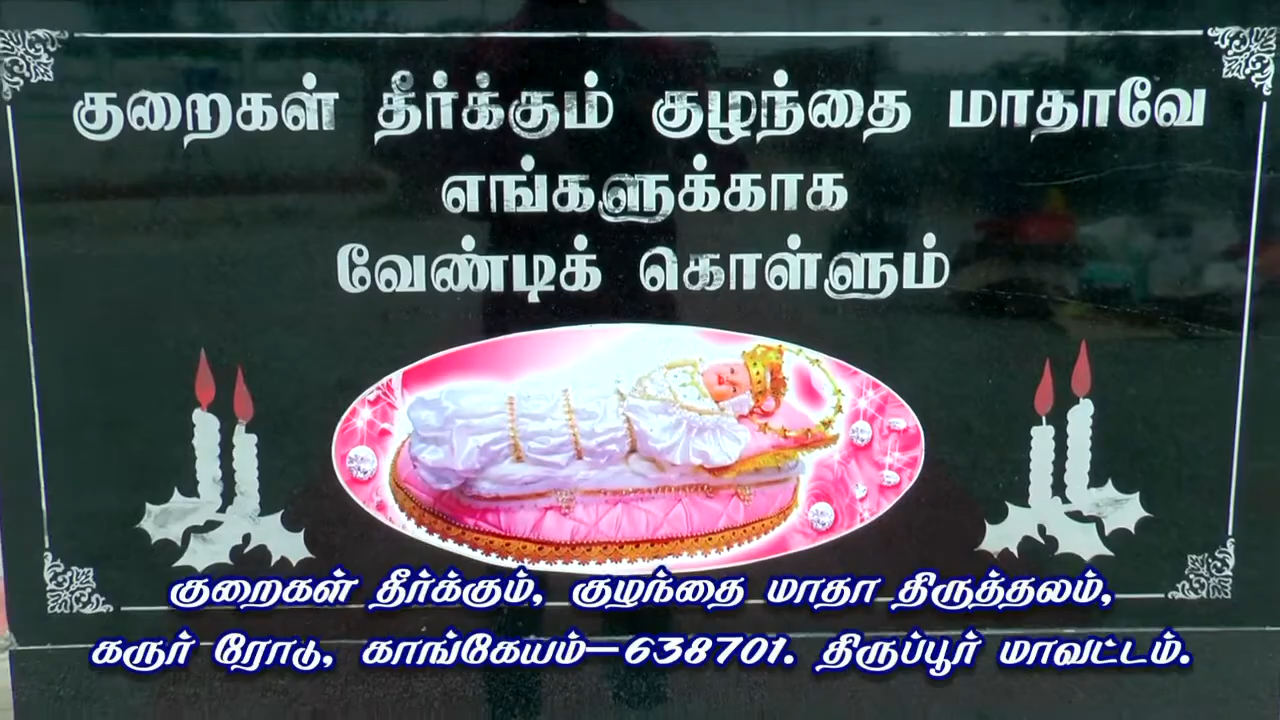 குறைகள் தீர்க்கும் குழந்தை மாதாவே
எங்களுக்காக
வேண்டிக் கொள்ளும்
குறைகள் தீர்க்கும், குழந்தை மாதா திருத்தலம்,
கரூர் ரோடு, காங்கேயம்-638701. திருப்பூர் மாவட்டம்.